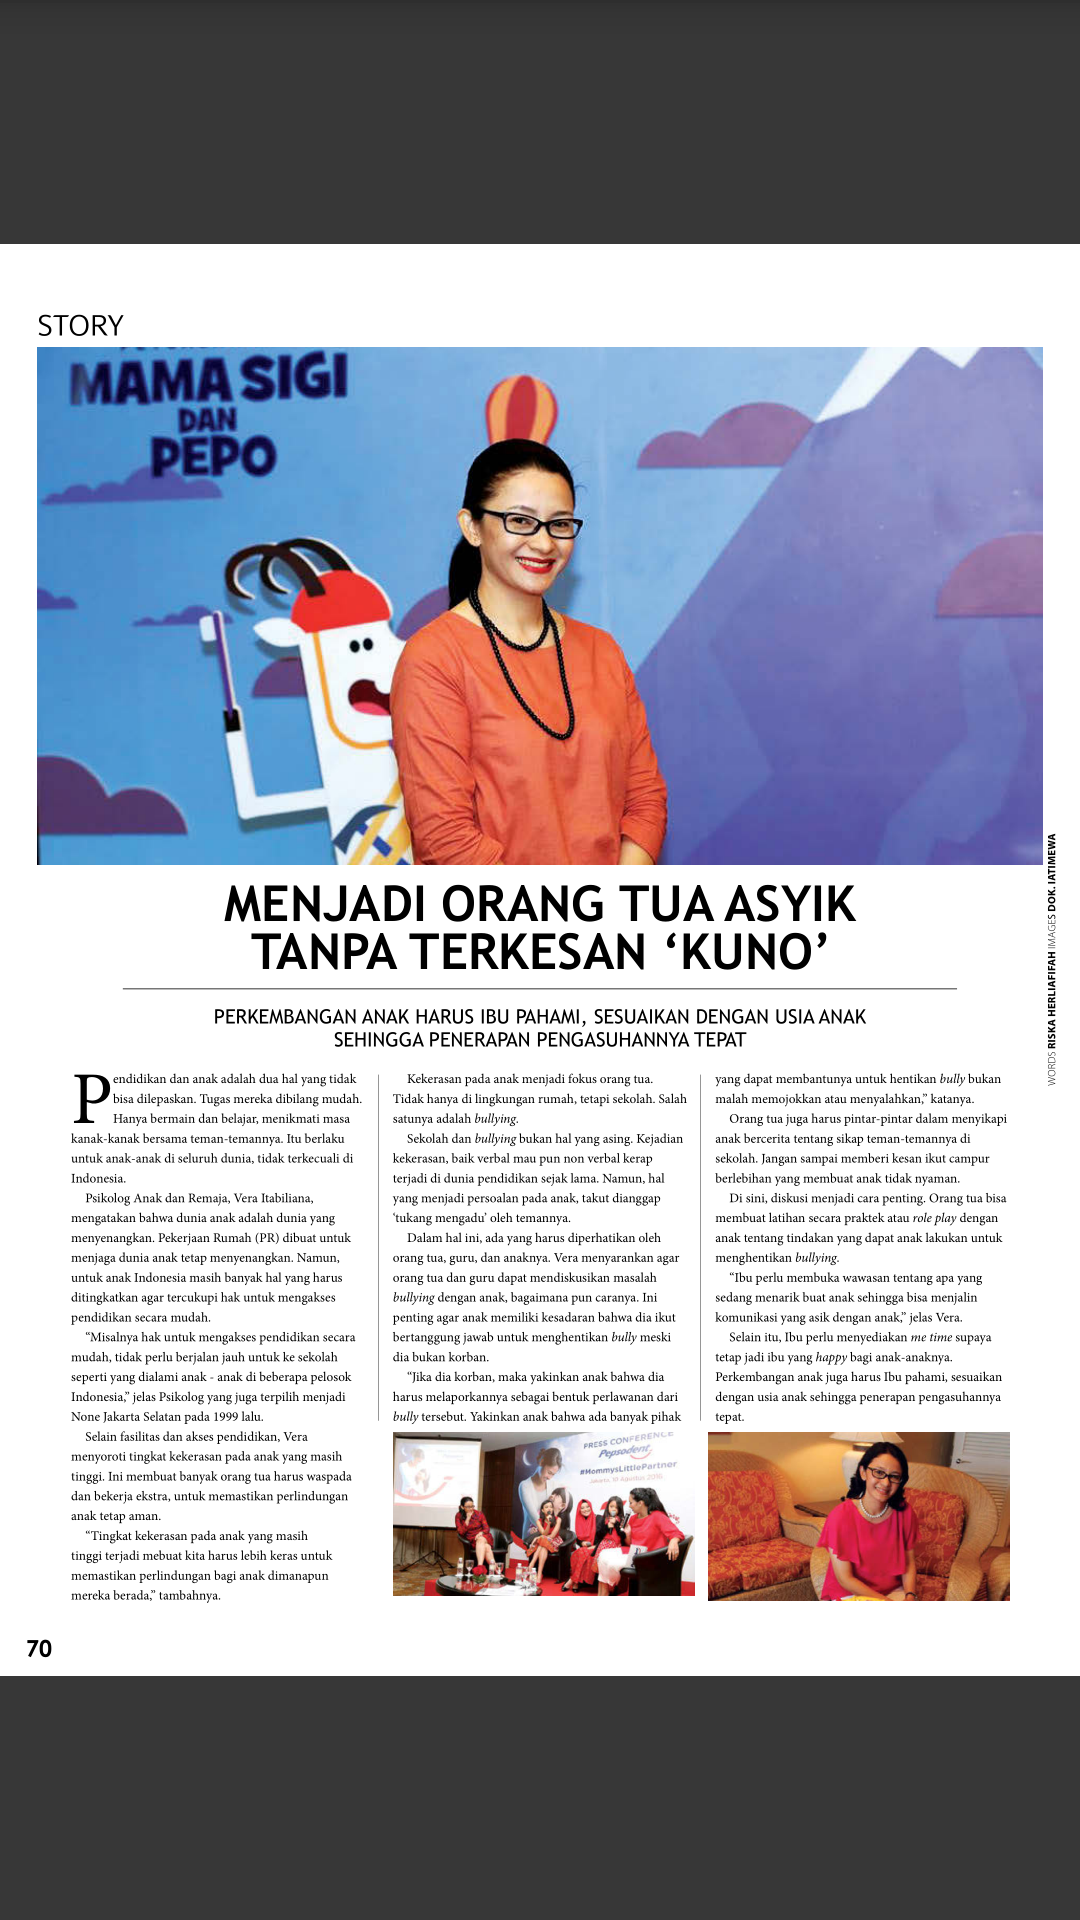 STORY
MAMA SIGI
DAN
PEPO
MENJADI ORANG TUA ASYIK
TANPA TERKESAN ‘KUNO’
PERKEMBANGAN ANAK HARUS IBU PAHAMI, SESUAIKAN DENGAN USIA ANAK
SEHINGGA PENERAPAN PENGASUHANNYA TEPAT
WORDS RISKA HERLIAFIFAH IMAGES DOK. IATIMEWA
Pendidikan dan anak adalah dua hal yang tidak
bisa dilepaskan. Tugas mereka dibilang mudah.
Hanya bermain dan belajar, menikmati masa
kanak-kanak bersama teman-temannya. Itu berlaku
untuk anak-anak di seluruh dunia, tidak terkecuali di
Indonesia.
Psikolog Anak dan Remaja, Vera Itabiliana,
mengatakan bahwa dunia anak adalah dunia yang
menyenangkan. Pekerjaan Rumah (PR) dibuat untuk
menjaga dunia anak tetap menyenangkan. Namun,
untuk anak Indonesia masih banyak hal yang harus
ditingkatkan agar tercukupi hak untuk mengakses
pendidikan secara mudah.
“Misalnya hak untuk mengakses pendidikan secara
mudah, tidak perlu berjalan jauh untuk ke sekolah
seperti yang dialami anak - anak di beberapa pelosok
Indonesia,” jelas Psikolog yang juga terpilih menjadi
None Jakarta Selatan pada 1999 lalu.
Selain fasilitas dan akses pendidikan, Vera
menyoroti tingkat kekerasan pada anak yang masih
tinggi. Ini membuat banyak orang tua harus waspada
dan bekerja ekstra, untuk memastikan perlindungan
anak tetap aman.
“Tingkat kekerasan pada anak yang masih
tinggi terjadi mebuat kita harus lebih keras untuk
memastikan perlindungan bagi anak dimanapun
mereka berada,” tambahnya.
Kekerasan pada anak menjadi fokus orang tua.
Tidak hanya di lingkungan rumah, tetapi sekolah. Salah
satunya adalah bullying.
Sekolah dan bullying bukan hal yang asing. Kejadian
kekerasan, baik verbal mau pun non verbal kerap
terjadi di dunia pendidikan sejak lama. Namun, hal
yang menjadi persoalan pada anak, takut dianggap
‘tukang mengadu’ oleh temannya.
Dalam hal ini, ada yang harus diperhatikan oleh
orang tua, guru, dan anaknya. Vera menyarankan agar
orang tua dan guru dapat mendiskusikan masalah
bullying dengan anak, bagaimana pun caranya. Ini
penting agar anak memiliki kesadaran bahwa dia ikut
bertanggung jawab untuk menghentikan bully meski
dia bukan korban.
“Jika dia korban, maka yakinkan anak bahwa dia
harus melaporkannya sebagai bentuk perlawanan dari
bully tersebut. Yakinkan anak bahwa ada banyak pihak
yang dapat membantunya untuk hentikan bully bukan
malah memojokkan atau menyalahkan,” katanya.
Orang tua juga harus pintar-pintar dalam menyikapi
anak bercerita tentang sikap teman-temannya di
sekolah. Jangan sampai memberi kesan ikut campur
berlebihan yang membuat anak tidak nyaman.
Di sini, diskusi menjadi cara penting. Orang tua bisa
membuat latihan secara praktek atau role play dengan
anak tentang tindakan yang dapat anak lakukan untuk
menghentikan bullying.
“Ibu perlu membuka wawasan tentang apa yang
sedang menarik buat anak sehingga bisa menjalin
komunikasi yang asik dengan anak,” jelas Vera.
Selain itu, Ibu perlu menyediakan me time supaya
tetap jadi ibu yang happy bagi anak-anaknya.
Perkembangan anak juga harus Ibu pahami, sesuaikan
dengan usia anak sehingga penerapan pengasuhannya
tepat.
PRESS CONFERENCE
Pepsodent
#MommysLittlePartner
Jakarta, 10 Agustus 2016
70